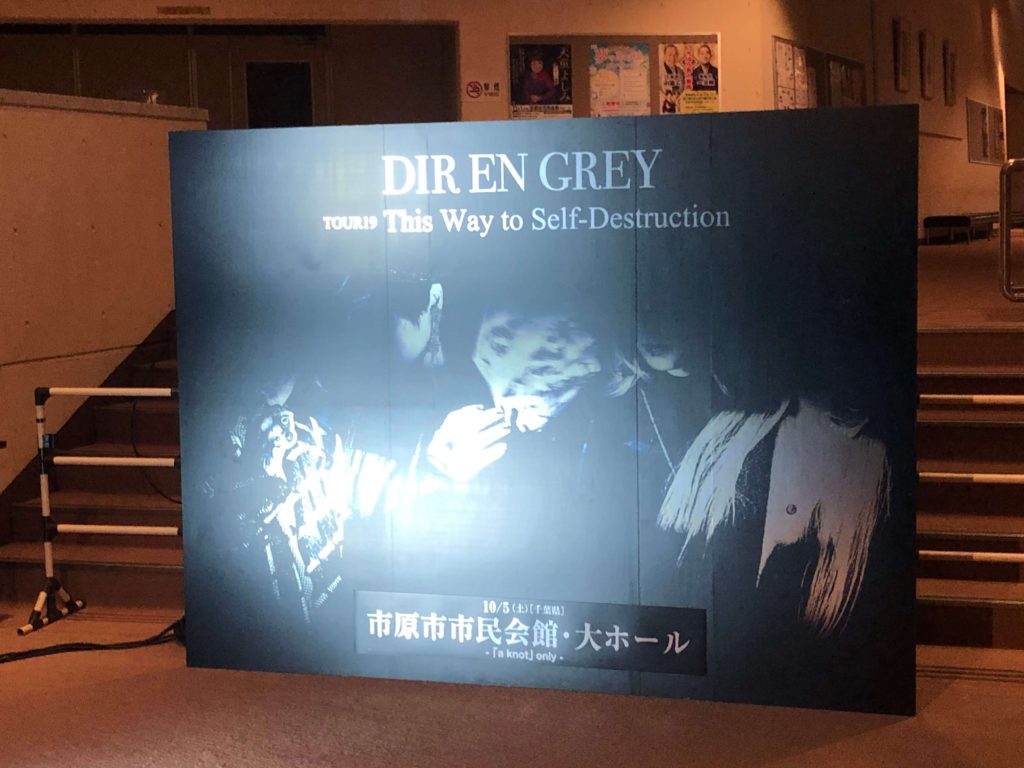 DIR EN GREY
TOUR19 This Way to Self-Destruction
10/5(土)[千葉県]
市原市市民会館・大ホール
-「a knot」only-